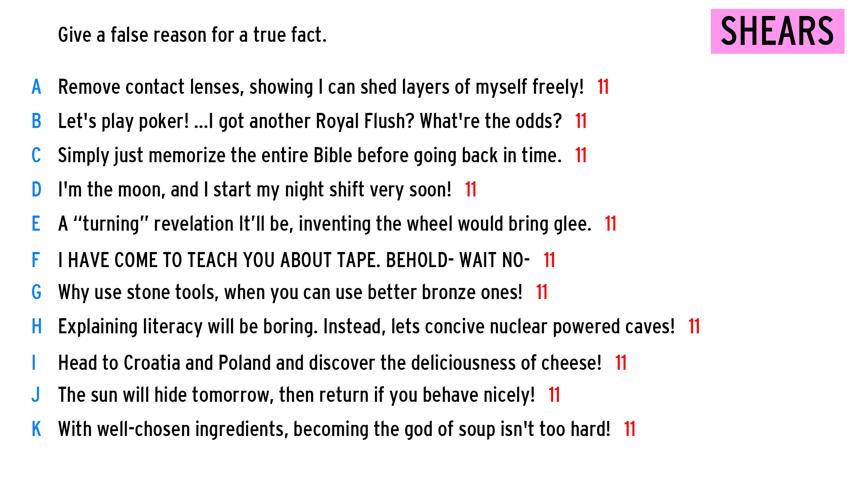 Give a false reason for a true fact.
SHEARS
A Remove contact lenses, showing I can shed layers of myself freely! 11
B Let's play poker! ...I got another Royal Flush? What're the odds? 11
C Simply just memorize the entire Bible before going back in time. 11
D I'm the moon, and I start my night shift very soon! 11
E A “turning” revelation It’ll be, inventing the wheel would bring glee. 11
F I HAVE COME TO TEACH YOU ABOUT TAPE. BEHOLD- WAIT NO- 11
G Why use stone tools, when you can use better bronze ones! 11
H Explaining literacy will be boring. Instead, lets concive nuclear powered caves! 11
I Head to Croatia and Poland and discover the deliciousness of cheese! 11
J The sun will hide tomorrow, then return if you behave nicely! 11
K With well-chosen ingredients, becoming the god of soup isn't too hard! 11